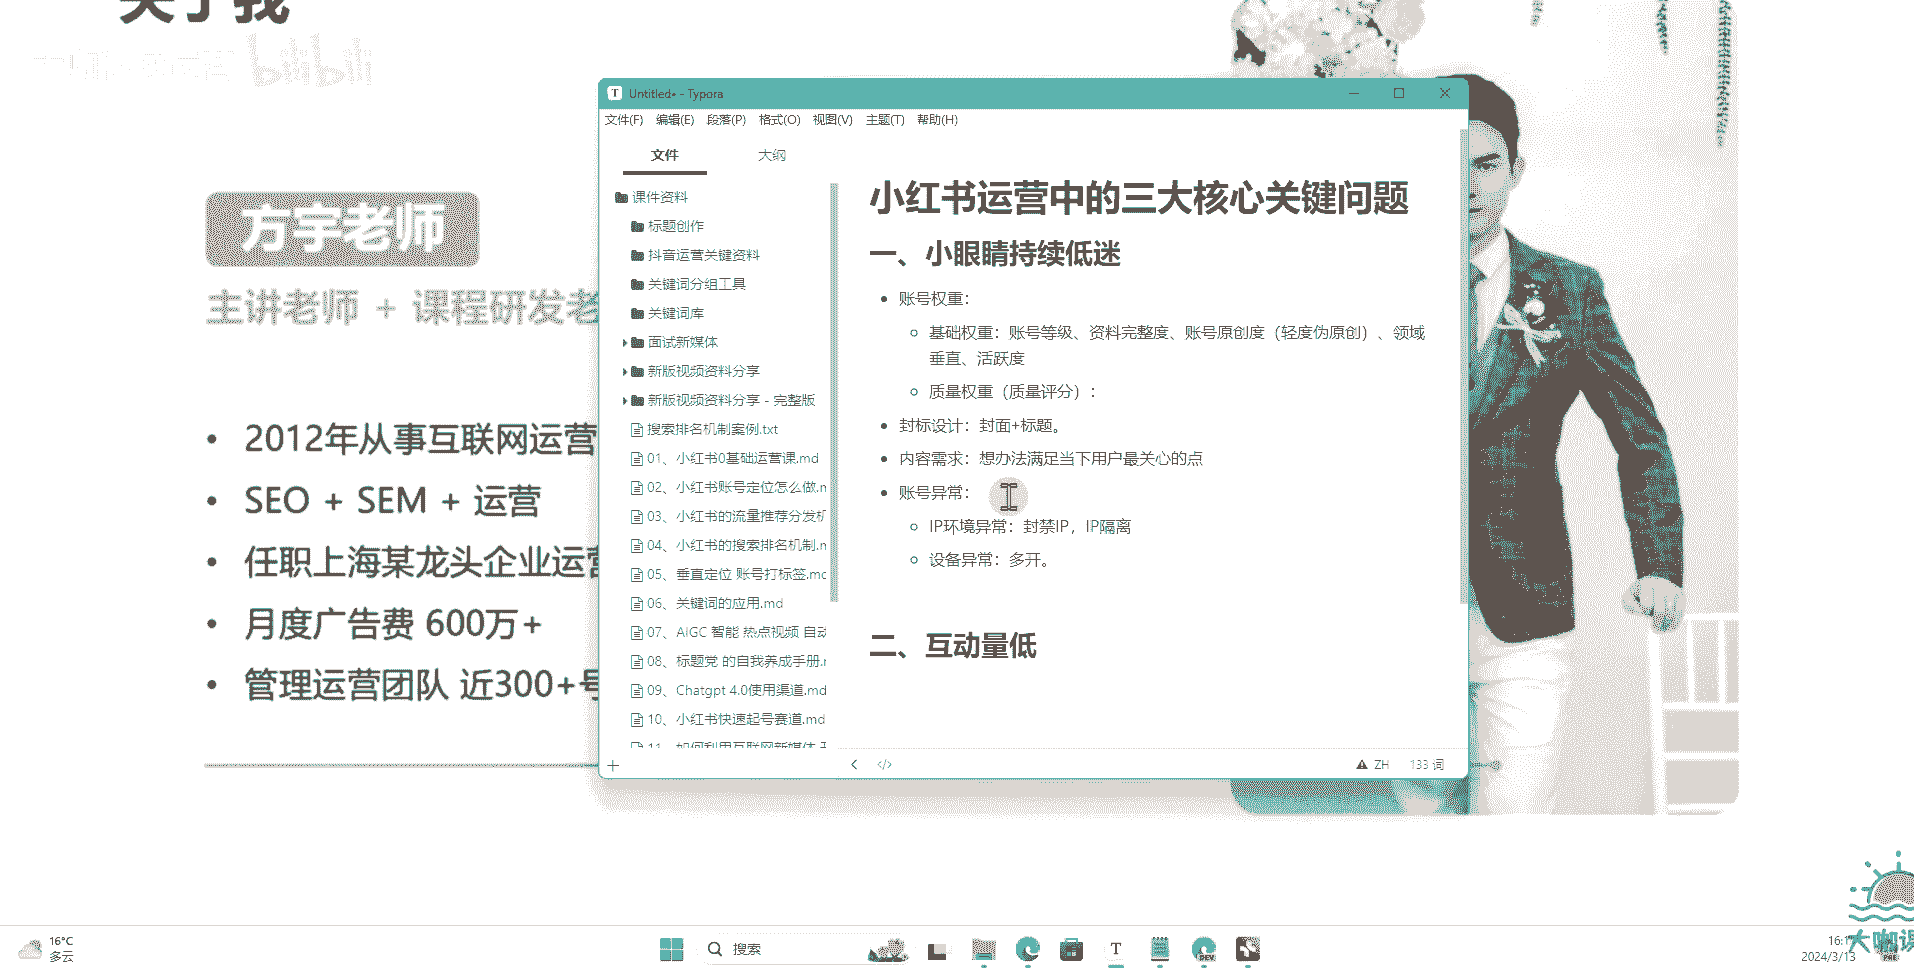 关于我
bilibili
方宇老师
主讲老师 + 课程研发老
• 2012年从事互联网运营
• SEO + SEM + 运营
• 任职上海某龙头企业运营
• 月度广告费 600万+
• 管理运营团队 近300+号
Untitled• - Typora
文件(F) 编辑(E) 段落(P) 格式(O) 视图(V) 主题(T) 帮助(H)
文件 大纲
课件资料
标题创作
抖音运营关键资料
关键词分组工具
关键词库
面试新媒体
新版视频资料分享
新版视频资料分享 - 完整版
搜索排名机制案例.txt
01、小红书0基础运营课.md
02、小红书账号定位怎么做.m
03、小红书的流量推荐分发机
04、小红书的搜索排名机制.m
05、垂直定位 账号打标签.md
06、关键词的应用.md
07、AIGC 智能 热点视频 自动
08、标题党 的自我养成手册.m
09、Chatgpt 4.0使用渠道.md
10、小红书快速起号赛道.md
11、如何利用互联网新媒体
小红书运营中的三大核心关键问题
一、小眼睛持续低迷
• 账号权重：
基础权重：账号等级、资料完整度、账号原创度（轻度伪原创）、领域
垂直、活跃度
质量权重（质量评分）：
• 封标设计：封面+标题。
• 内容需求：想办法满足当下用户最关心的点
• 账号异常：
IP环境异常：封禁IP，IP隔离
设备异常：多开。
二、互动量低
ZH 133 词
16°C
多云
搜索
T
DEV
16:1
2024/3/13
大咖课
PRE